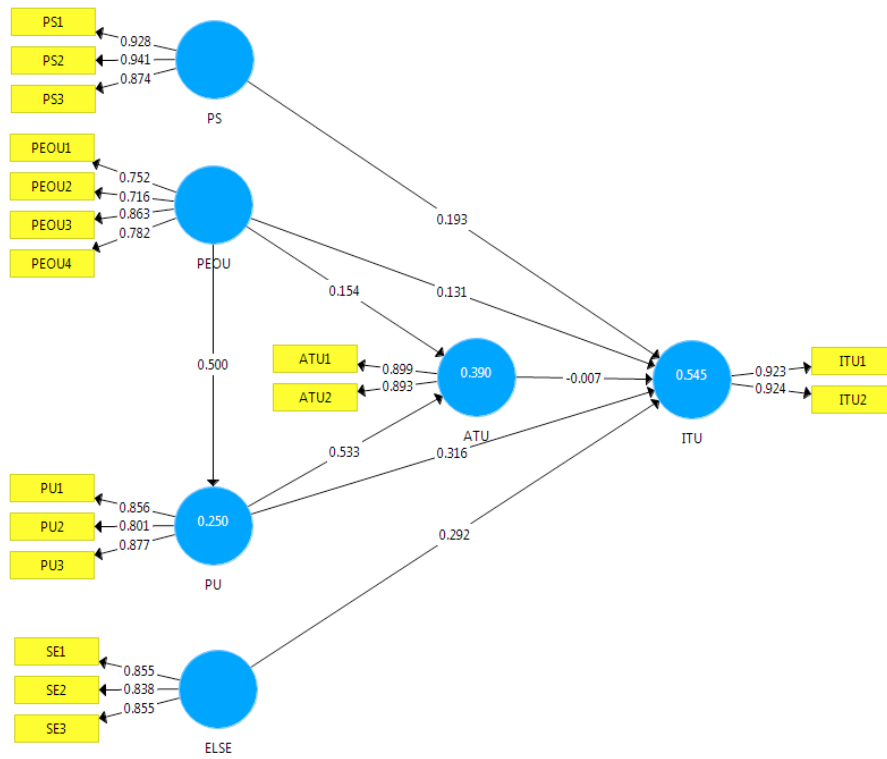 PS1
0.928
PS2
0.941
0.874
PS3
PS
PEOU1
0.752
PEOU2
0.716
PEOU3
0.863
0.782
PEOU4
PEOU
0.193
0.154
0.131
0.500
ATU1
0.899
ATU2
0.893
0.390
ATU
-0.007
0.545
ITU
0.923
ITU1
0.924
ITU2
0.533
0.316
PU1
0.856
PU2
0.801
PU3
0.877
0.250
PU
0.292
SE1
0.855
SE2
0.838
0.855
SE3
ELSE